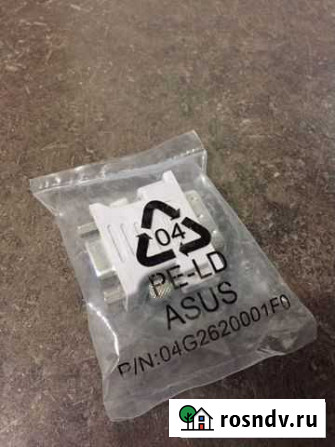 04
PE-LD
ASUS
P/N:04G2620001F0
rosndv.ru